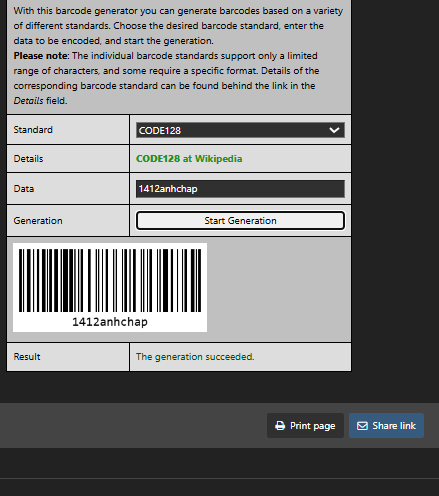 With this barcode generator you can generate barcodes based on a variety
of different standards. Choose the desired barcode standard, enter the
data to be encoded, and start the generation.
Please note: The individual barcode standards support only a limited
range of characters, and some require a specific format. Details of the
corresponding barcode standard can be found behind the link in the
Details field.
Standard CODE128
Details CODE128 at Wikipedia
Data 1412anhchap
Generation Start Generation
1412anhchap
Result The generation succeeded.
Print page Share link